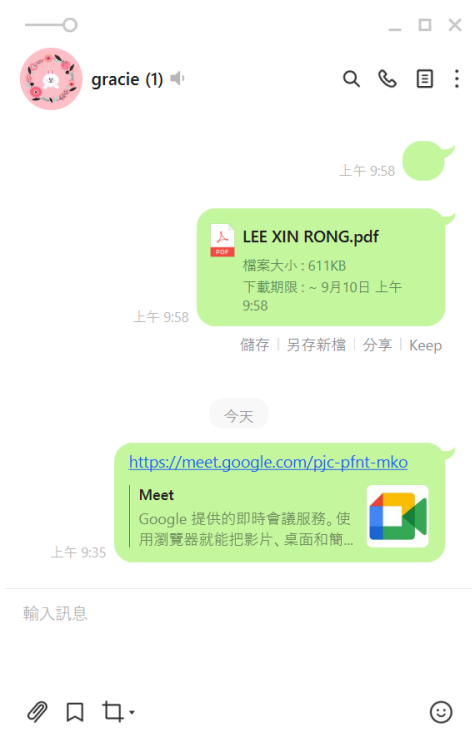 gracie (1)
上午 9:58
LEE XIN RONG.pdf
PDF
檔案大小 : 611KB
下載期限 : ~ 9月10日 上午
9:58
上午 9:58
儲存 | 另存新檔 | 分享 | Keep
今天
https://meet.google.com/pjc-pfnt-mko
Meet
Google 提供的即時會議服務。使
用瀏覽器就能把影片、桌面和簡...
上午 9:35
輸入訊息